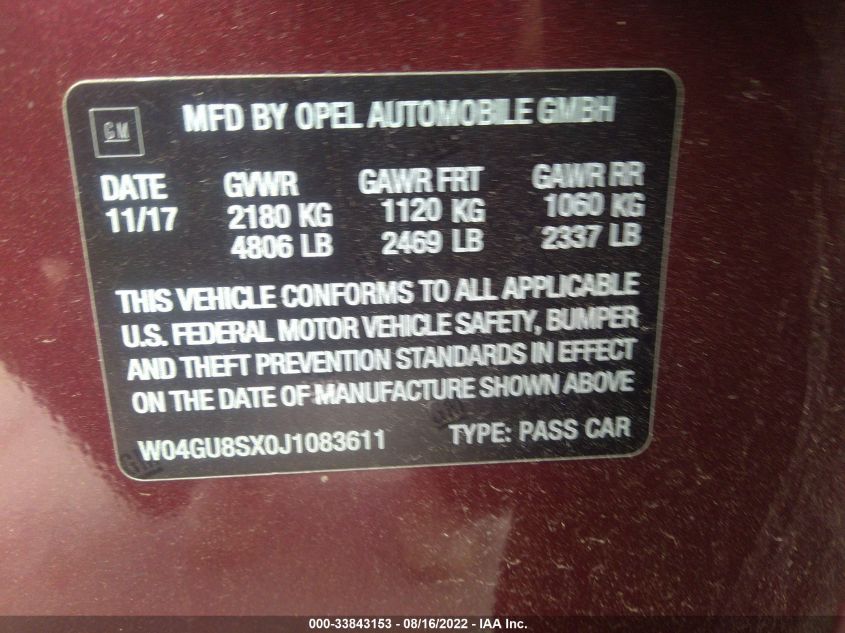 GM
MFD BY OPEL AUTOMOBILE GMBH
DATE GVWR GAWR FRT GAWR RR
11/17 2180 KG 1120 KG 1060 KG
4806 LB 2469 LB 2337 LB
THIS VEHICLE CONFORMS TO ALL APPLICABLE
U.S. FEDERAL MOTOR VEHICLE SAFETY, BUMPER
AND THEFT PREVENTION STANDARDS IN EFFECT
ON THE DATE OF MANUFACTURE SHOWN ABOVE
W04GU8SX0J1083611 TYPE: PASS CAR
000-33843153 - 08/16/2022 - IAA Inc.